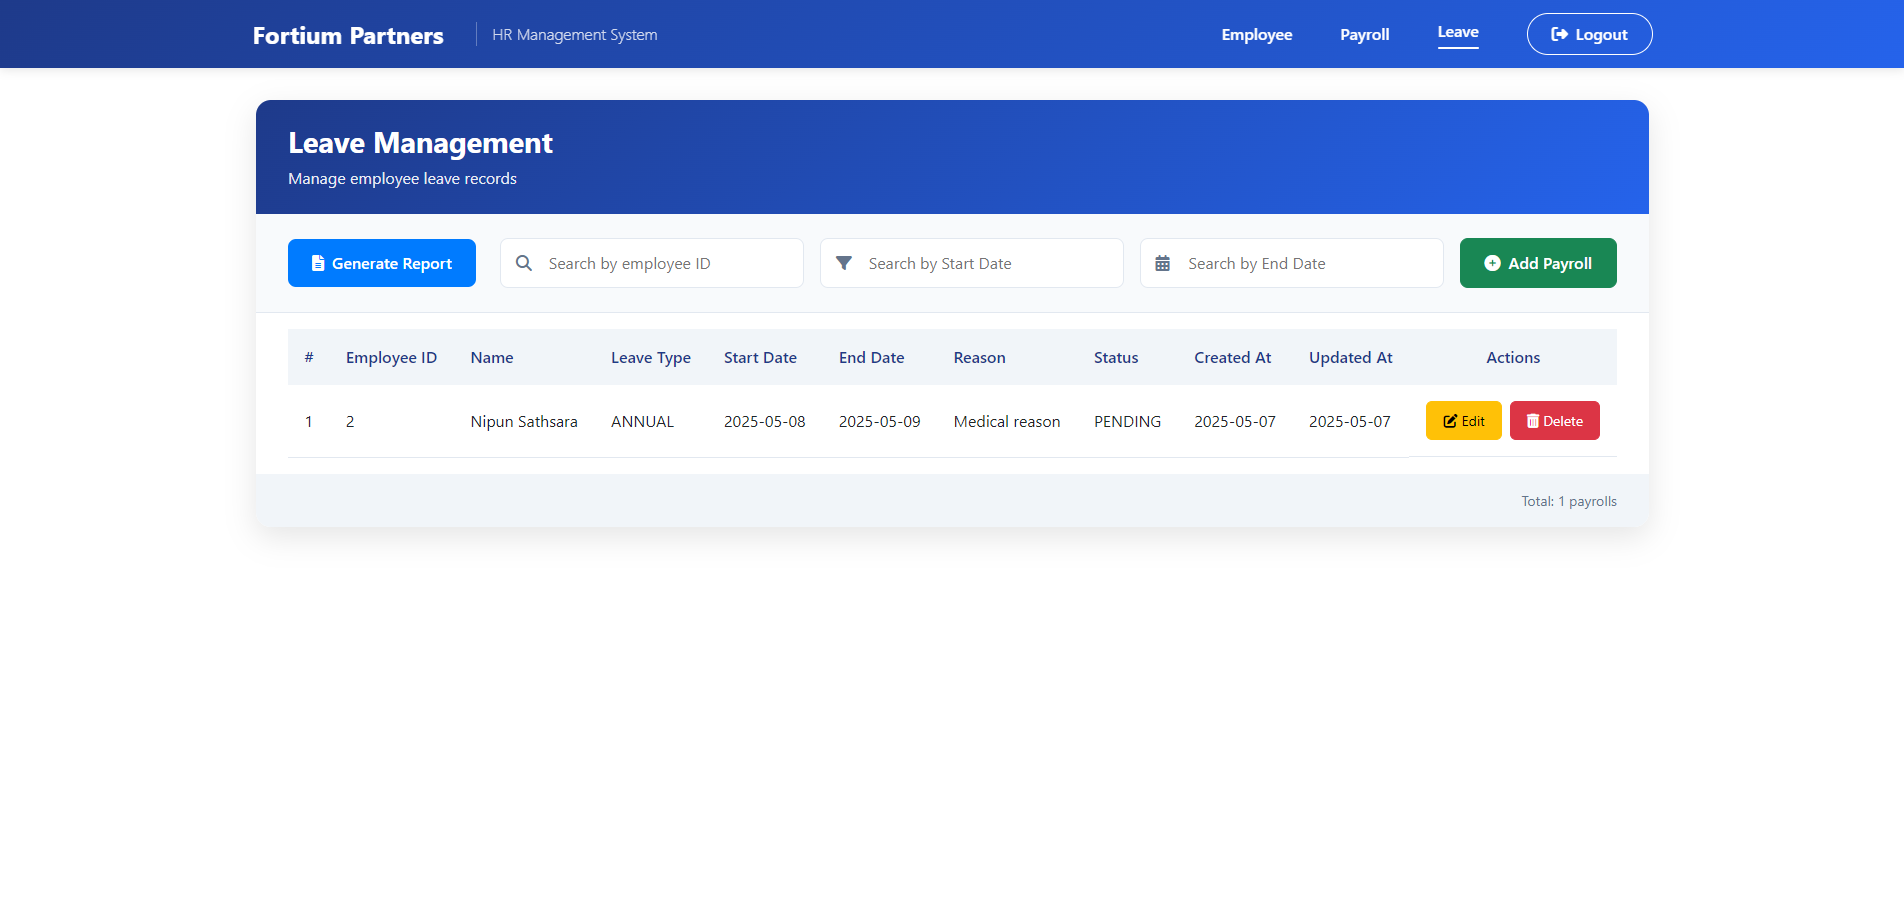 Fortium Partners HR Management System Employee Payroll Leave Logout
Leave Management
Manage employee leave records
Generate Report Search by employee ID Search by Start Date Search by End Date Add Payroll
# Employee ID Name Leave Type Start Date End Date Reason Status Created At Updated At Actions
1 2 Nipun Sathsara ANNUAL 2025-05-08 2025-05-09 Medical reason PENDING 2025-05-07 2025-05-07 Edit Delete
Total: 1 payrolls